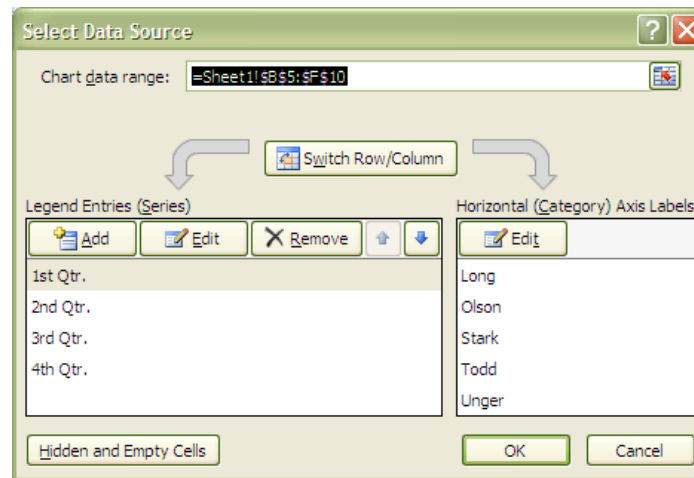 Select Data Source
?
Chart data range: =Sheet1!$B$5:$F$10
Switch Row/Column
Legend Entries (Series)
Add Edit Remove
1st Qtr.
2nd Qtr.
3rd Qtr.
4th Qtr.
Horizontal (Category) Axis Labels
Edit
Long
Olson
Stark
Todd
Unger
Hidden and Empty Cells
OK Cancel